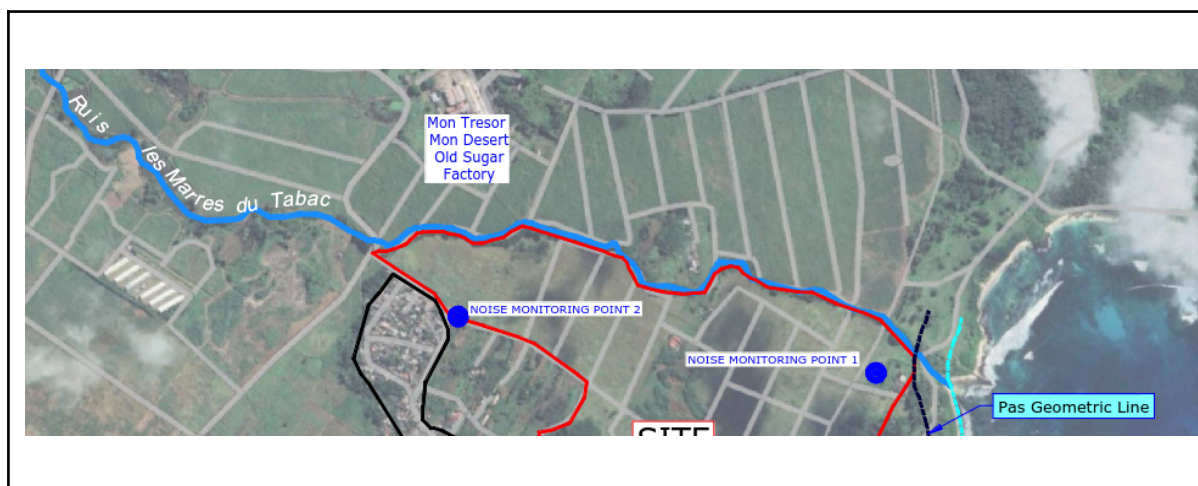 Ruis les Marres du Tabac
Mon Tresor
Mon Desert
Old Sugar
Factory
NOISE MONITORING POINT 2
NOISE MONITORING POINT 1
Pas Geometric Line
SITE